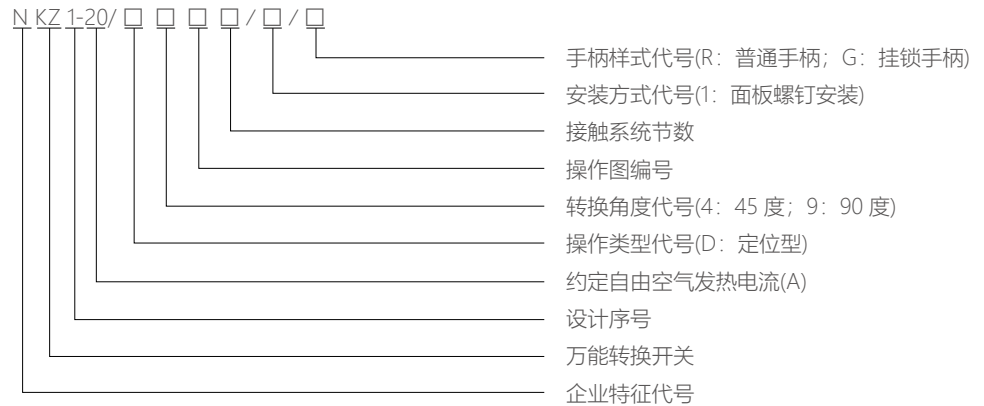 N KZ 1-20/□ □ □ □ / □ / □
手柄样式代号(R：普通手柄；G：挂锁手柄)
安装方式代号(1：面板螺钉安装)
接触系统节数
操作图编号
转换角度代号(4：45 度；9：90 度)
操作类型代号(D：定位型)
约定自由空气发热电流(A)
设计序号
万能转换开关
企业特征代号